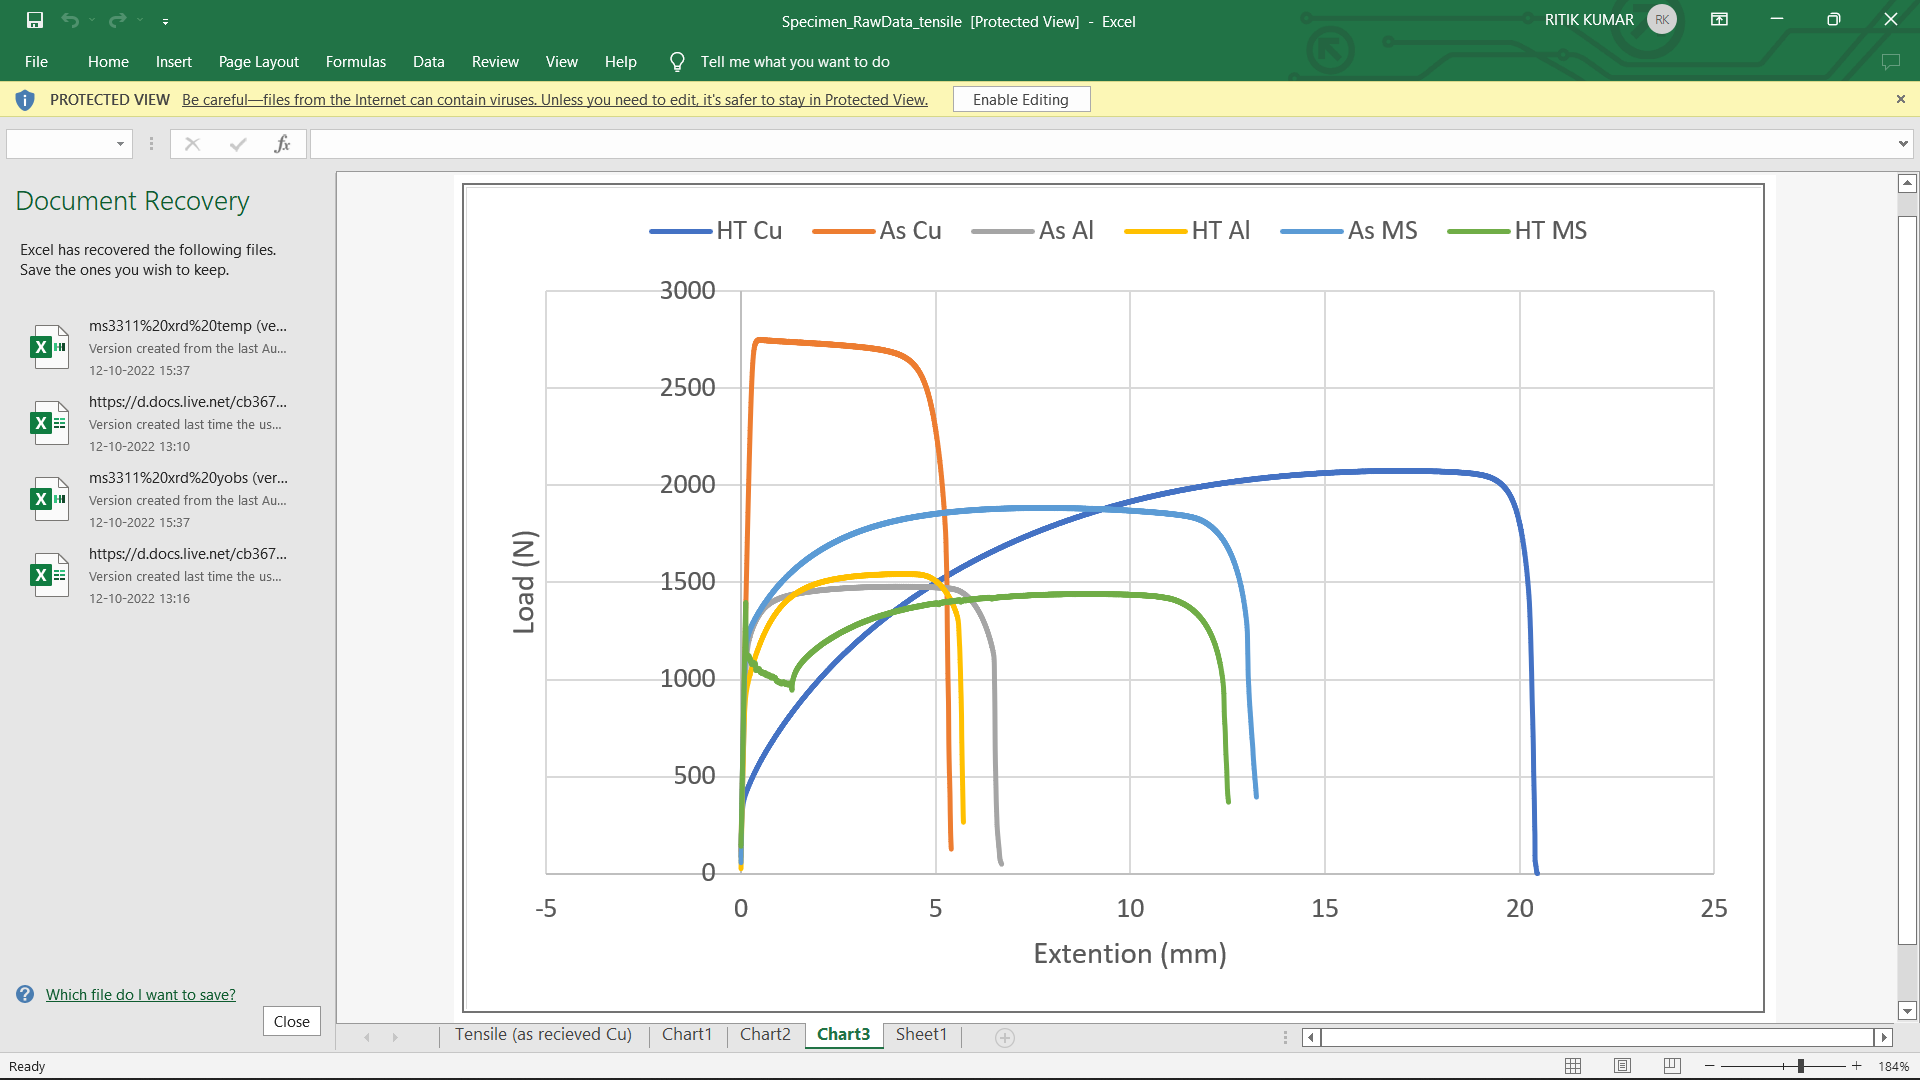 Specimen_RawData_tensile [Protected View] - Excel
RITIK KUMAR
RK
File Home Insert Page Layout Formulas Data Review View Help Tell me what you want to do
PROTECTED VIEW Be careful—files from the Internet can contain viruses. Unless you need to edit, it's safer to stay in Protected View.
Enable Editing
fx
Document Recovery
Excel has recovered the following files.
Save the ones you wish to keep.
ms3311%20xrd%20temp (ve...
Version created from the last Au...
12-10-2022 15:37
https://d.docs.live.net/cb367...
Version created last time the us...
12-10-2022 13:10
ms3311%20xrd%20yobs (ver...
Version created from the last Au...
12-10-2022 15:37
https://d.docs.live.net/cb367...
Version created last time the us...
12-10-2022 13:16
Which file do I want to save?
Close
HT Cu As Cu As Al HT Al As MS HT MS
3000
2500
2000
1500
1000
500
0
Load (N)
-5 0 5 10 15 20 25
Extention (mm)
Tensile (as recieved Cu) Chart1 Chart2 Chart3 Sheet1
Ready
184%